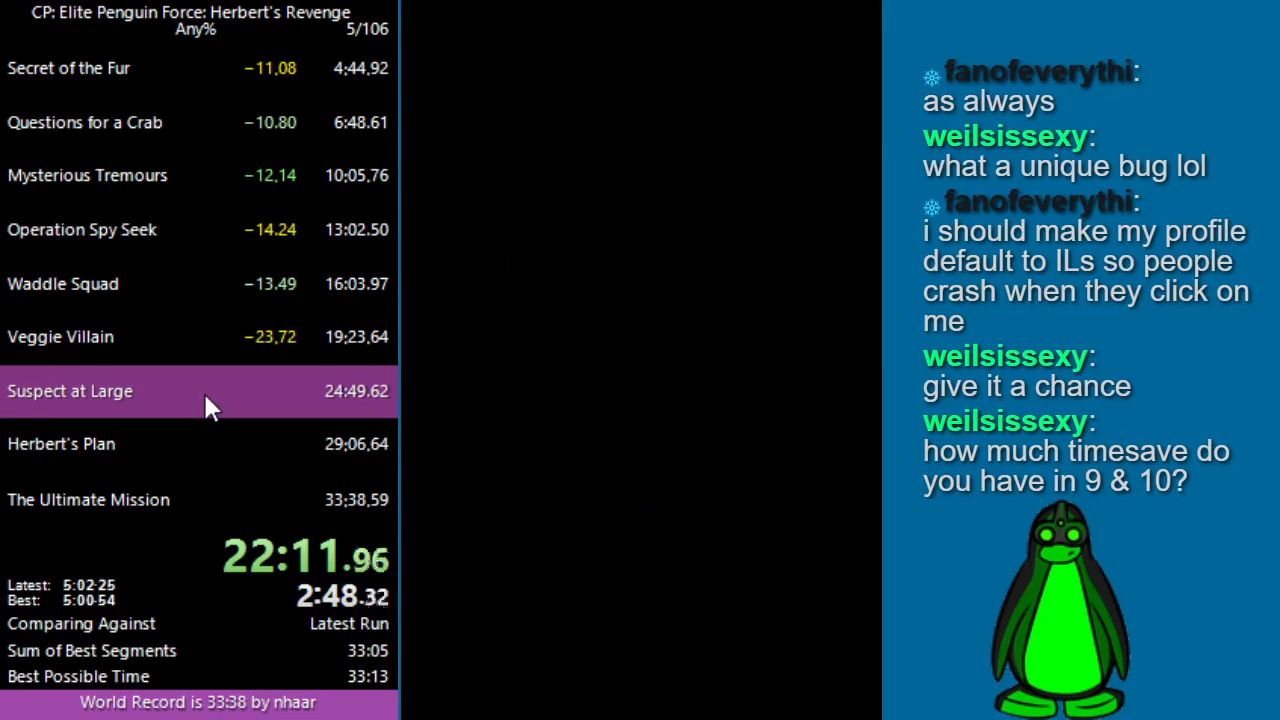 CP: Elite Penguin Force: Herbert's Revenge
Any% 5/106
Secret of the Fur −11.08 4:44.92
Questions for a Crab −10.80 6:48.61
Mysterious Tremours −12.14 10:05.76
Operation Spy Seek −14.24 13:02.50
Waddle Squad −13.49 16:03.97
Veggie Villain −23.72 19:23.64
Suspect at Large 24:49.62
Herbert's Plan 29:06.64
The Ultimate Mission 33:38.59
22:11.96
Latest: 5:02.25
Best: 5:00.54
2:48.32
Comparing Against Latest Run
Sum of Best Segments 33:05
Best Possible Time 33:13
World Record is 33:38 by nhaar
fanofeverythi:
as always
weilsissexy:
what a unique bug lol
fanofeverythi:
i should make my profile
default to ILs so people
crash when they click on
me
weilsissexy:
give it a chance
weilsissexy:
how much timesave do
you have in 9 & 10?